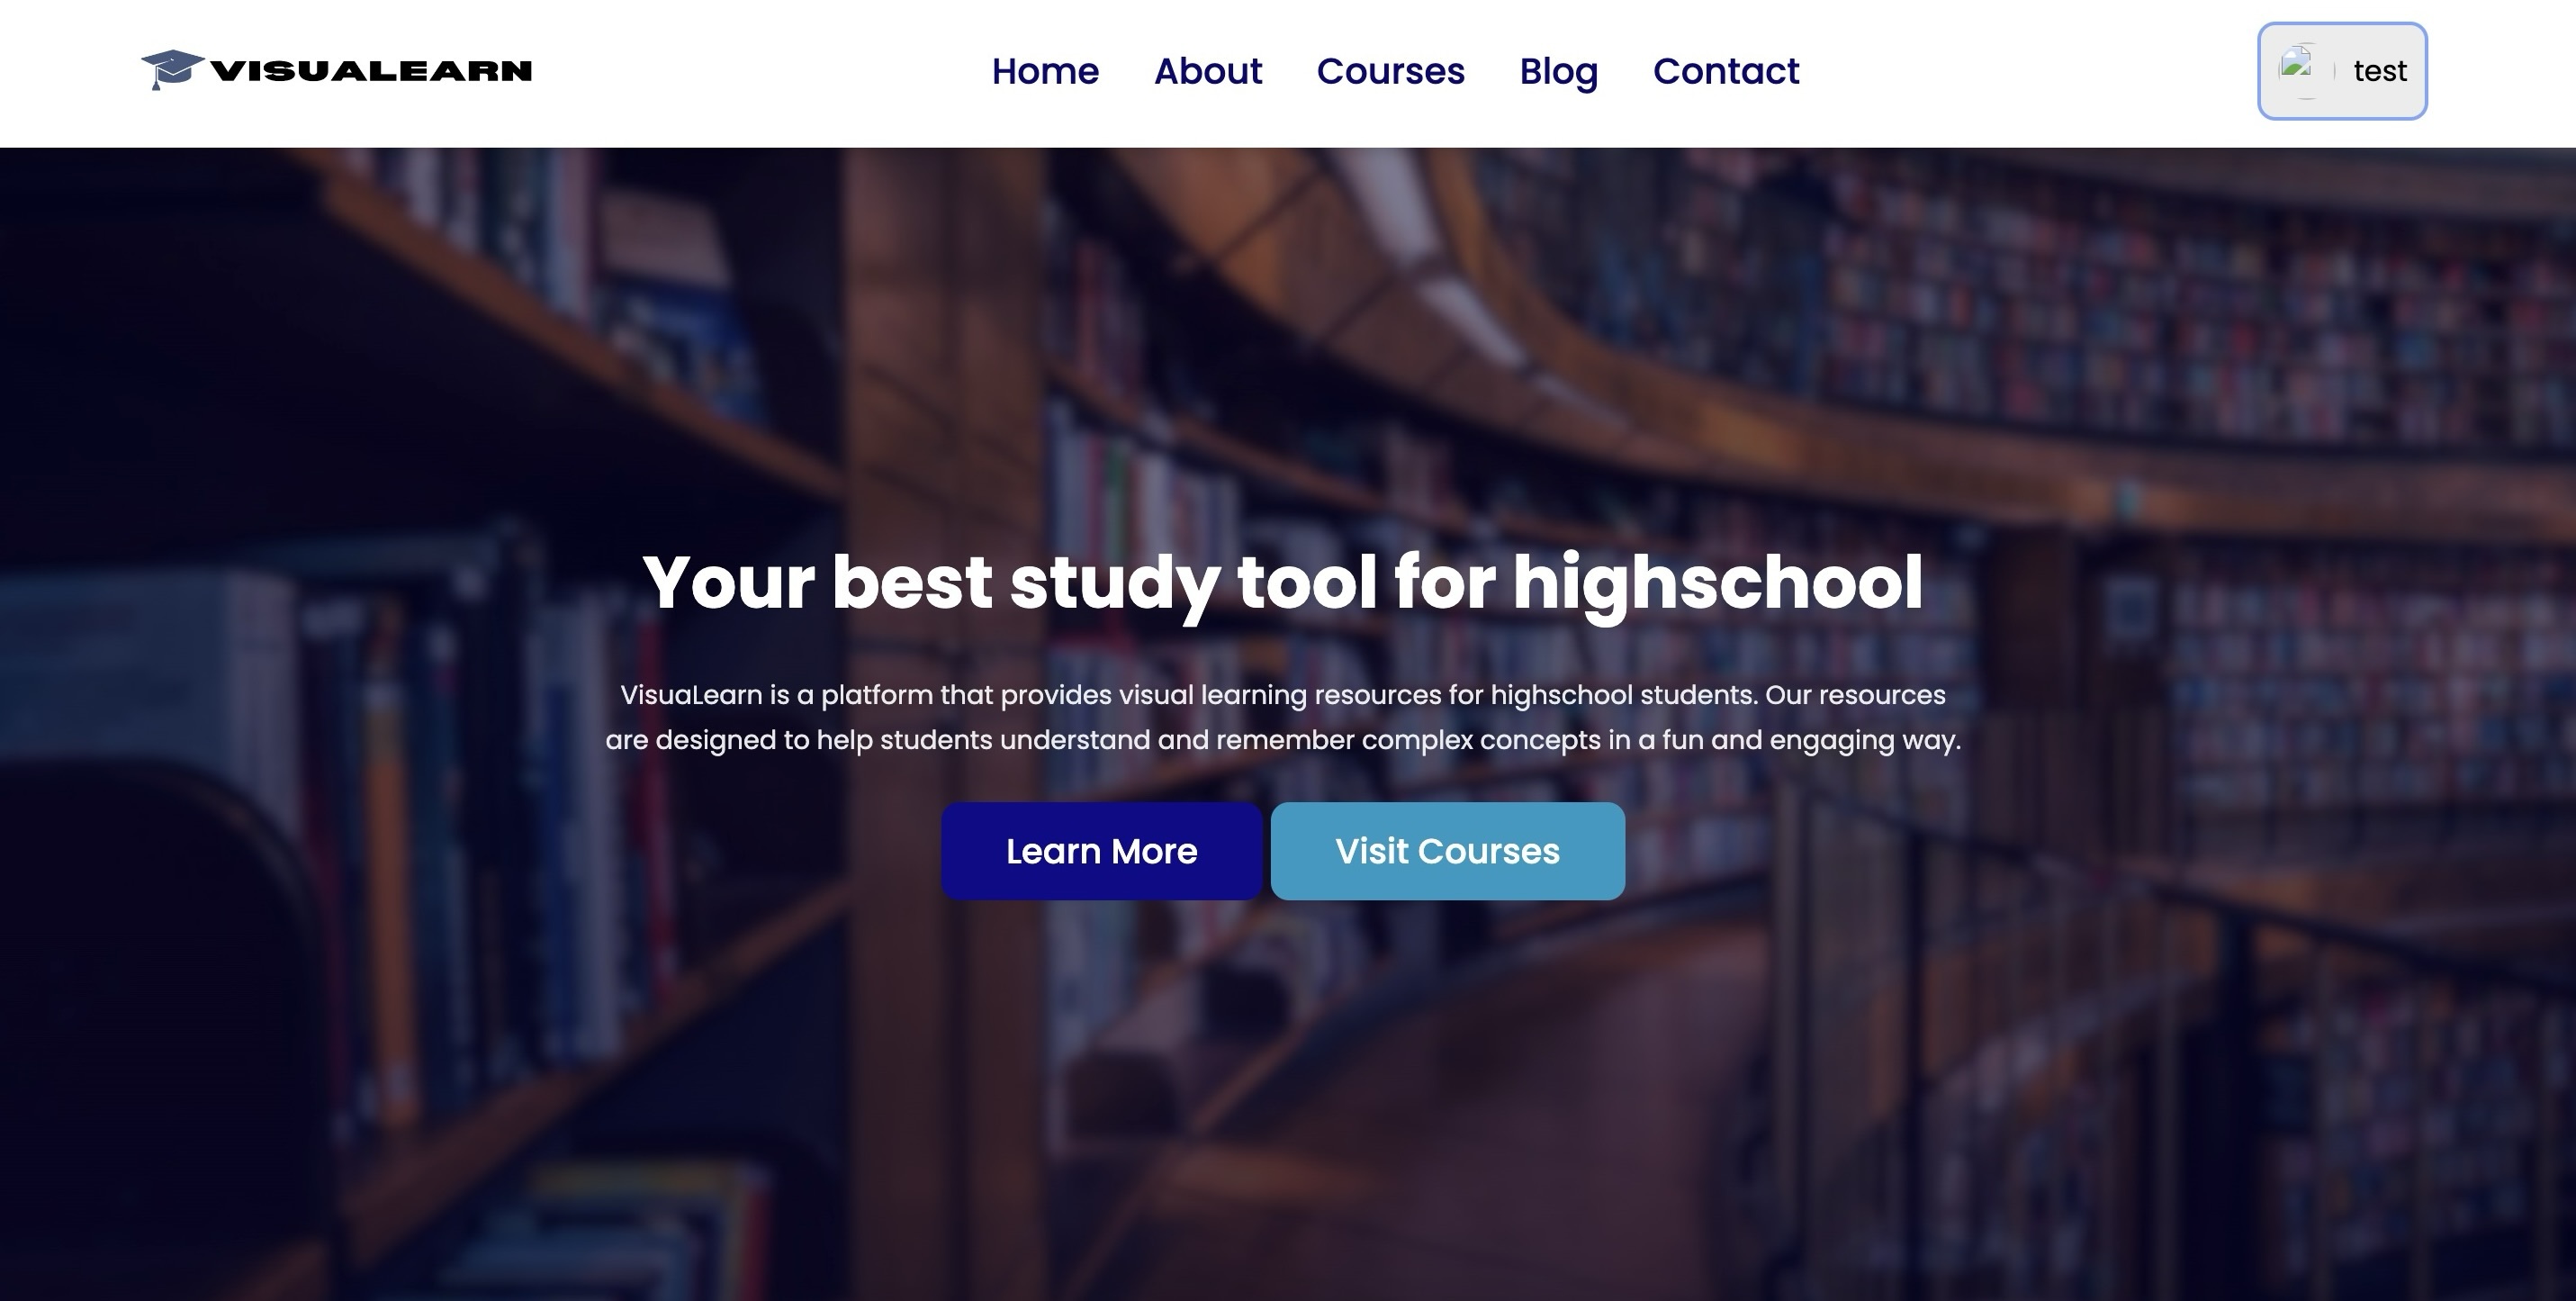 VISUALEARN
Home
About
Courses
Blog
Contact
test
Your best study tool for highschool
VisuaLearn is a platform that provides visual learning resources for highschool students. Our resources
are designed to help students understand and remember complex concepts in a fun and engaging way.
Learn More
Visit Courses